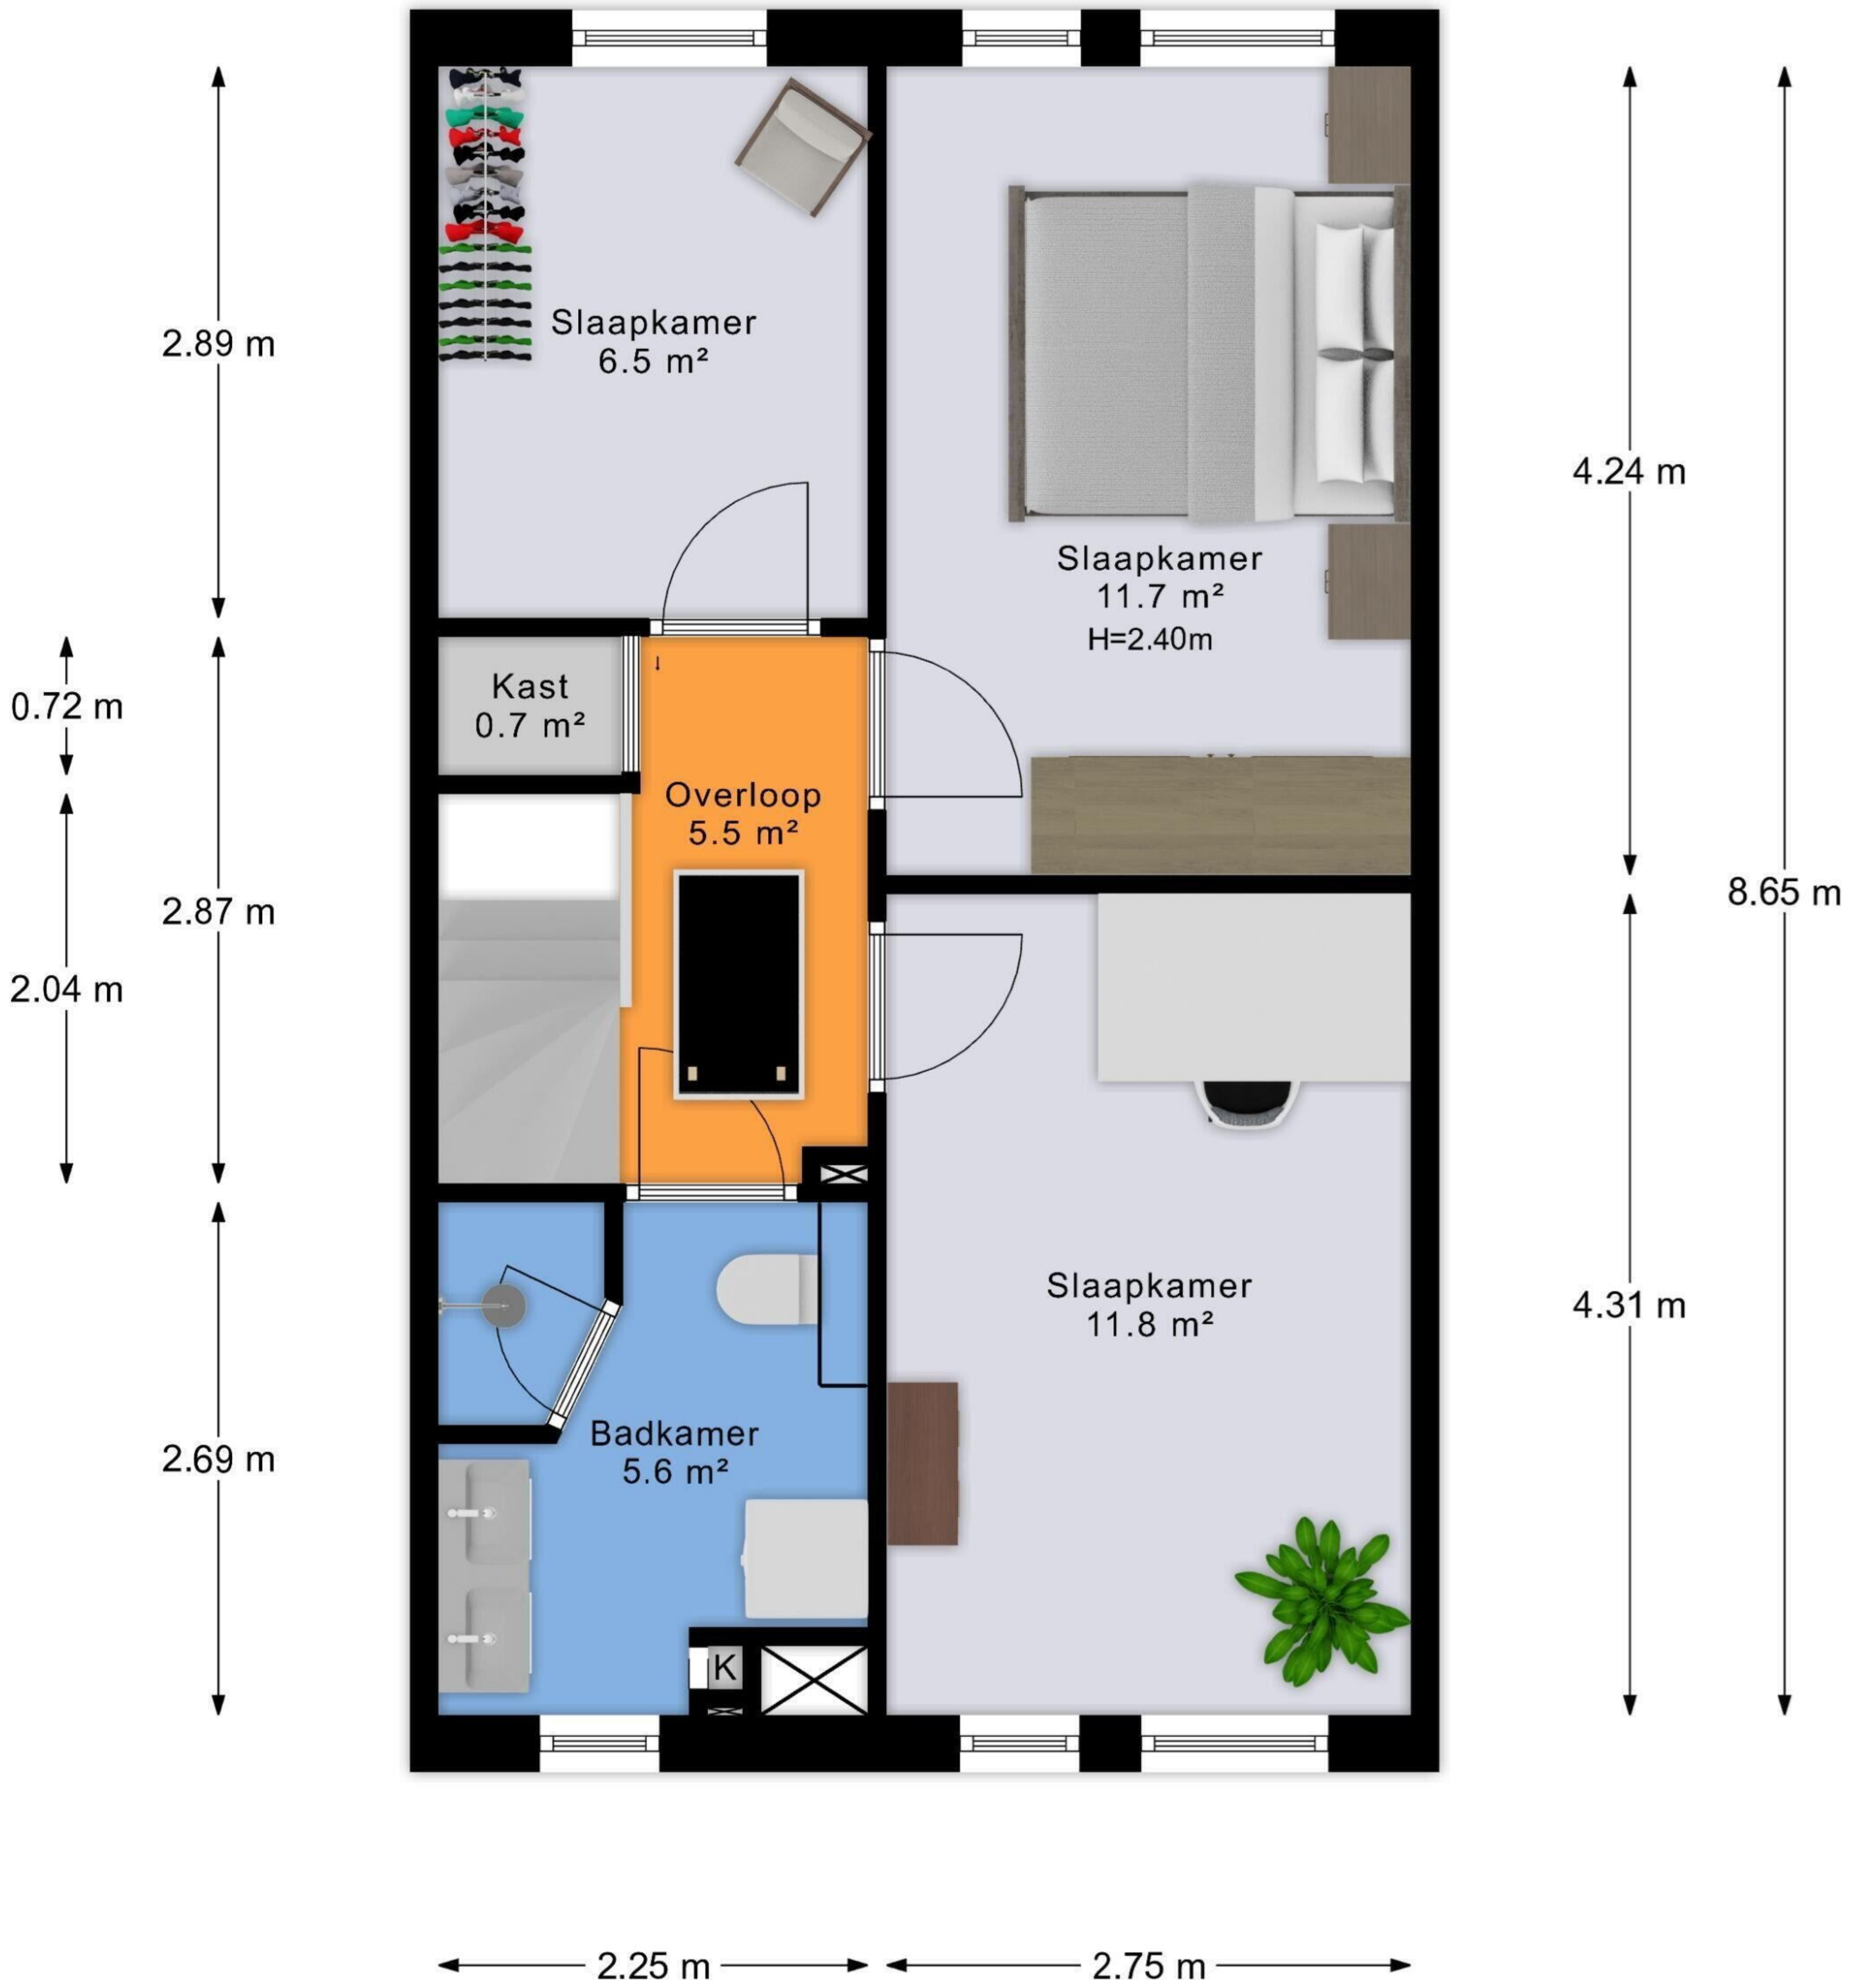 Slaapkamer
6.5 m²
Slaapkamer
11.7 m²
H=2.40m
Kast
0.7 m²
Overloop
5.5 m²
Slaapkamer
11.8 m²
Badkamer
5.6 m²
K
2.89 m
0.72 m
2.87 m
2.04 m
2.69 m
4.24 m
8.65 m
4.31 m
2.25 m
2.75 m